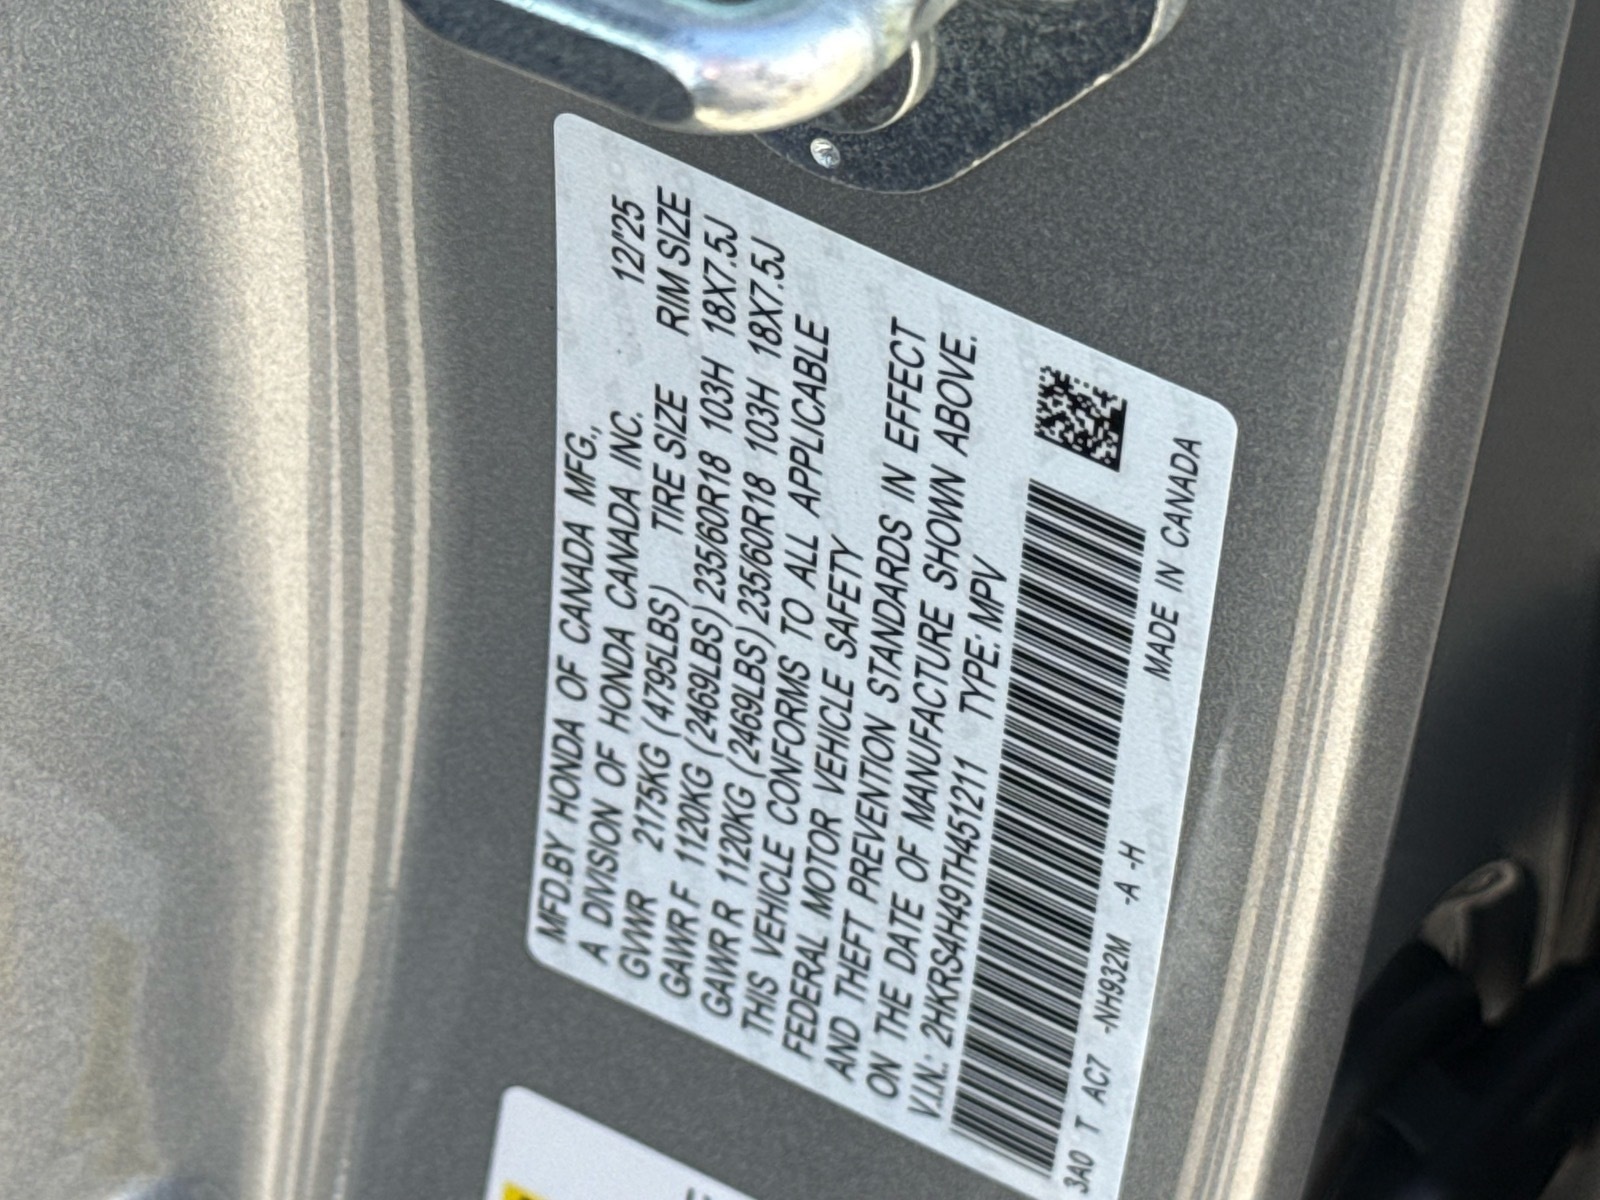 MFD.BY HONDA OF CANADA MFG.,
A DIVISION OF HONDA CANADA INC. 12/'25
GVWR 2175KG (4795LBS) TIRE SIZE RIM SIZE
GAWR F 1120KG (2469LBS) 235/60R18 103H 18X7.5J
GAWR R 1120KG (2469LBS) 235/60R18 103H 18X7.5J
THIS VEHICLE CONFORMS TO ALL APPLICABLE
FEDERAL MOTOR VEHICLE SAFETY
AND THEFT PREVENTION STANDARDS IN EFFECT
ON THE DATE OF MANUFACTURE SHOWN ABOVE.
V.I.N.: 2HKRS4H49TH451211 TYPE: MPV
3A0 T AC7 -NH932M -A -H
MADE IN CANADA